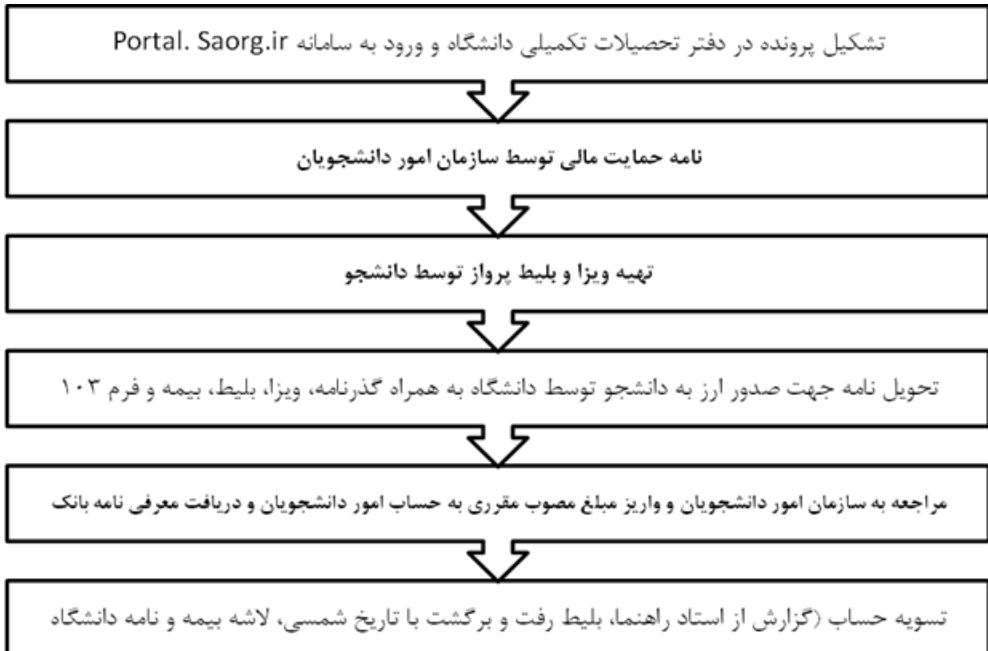 تشکیل پرونده در دفتر تحصیلات تکمیلی دانشگاه و ورود به سامانه Portal. Saorg.ir
نامه حمایت مالی توسط سازمان امور دانشجویان
تهیه ویزا و بلیط پرواز توسط دانشجو
تحویل نامه جهت صدور ارز به دانشجو توسط دانشگاه به همراه گذرنامه، ویزا، بلیط، بیمه و فرم ۱۰۳
مراجعه به سازمان امور دانشجویان و واریز مبلغ مصوب مقرری به حساب امور دانشجویان و دریافت معرفی نامه بانک
تسویه حساب (گزارش از استاد راهنما، بلیط رفت و برگشت با تاریخ شمسی، لاشه بیمه و نامه دانشگاه